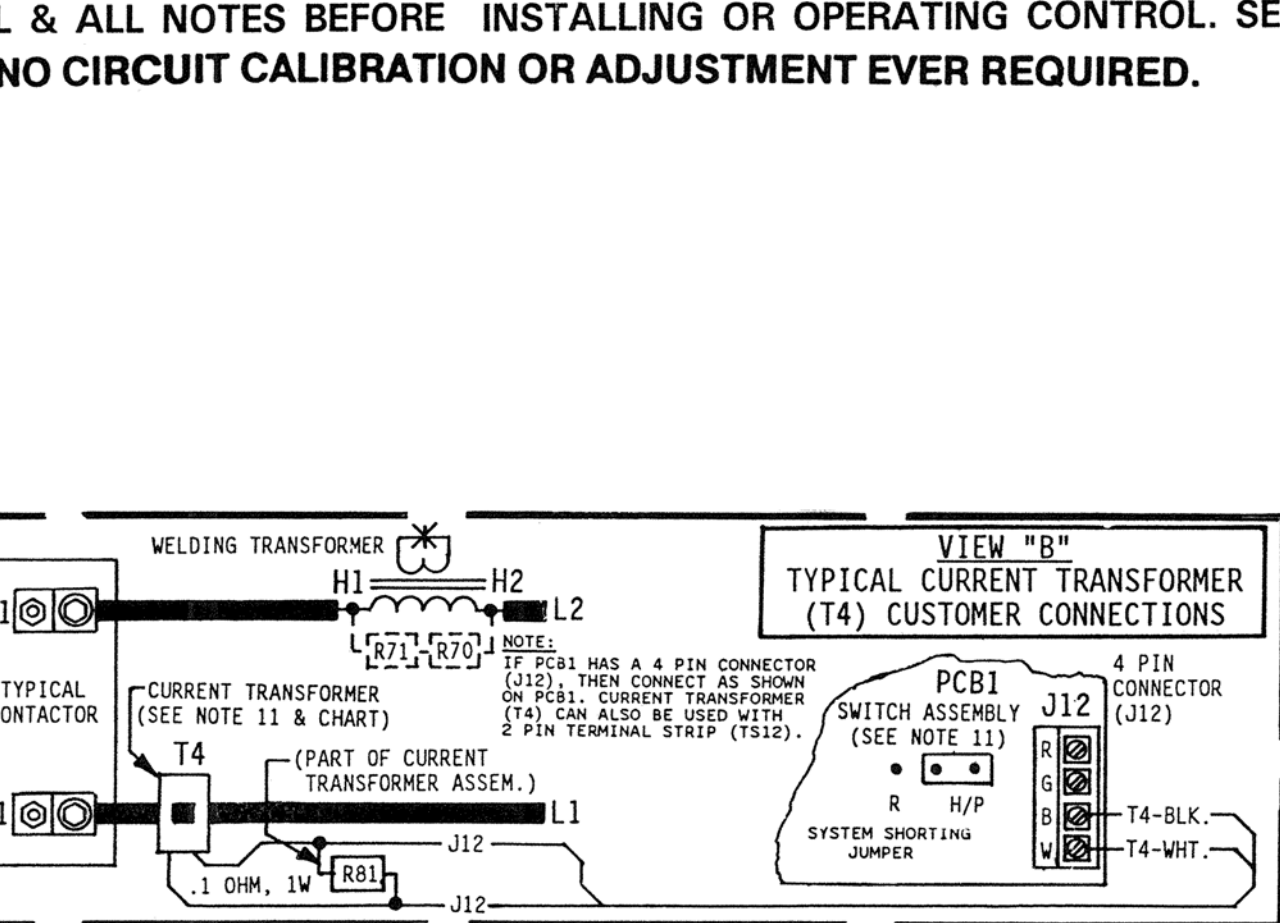 L & ALL NOTES BEFORE INSTALLING OR OPERATING CONTROL. SE
NO CIRCUIT CALIBRATION OR ADJUSTMENT EVER REQUIRED.
WELDING TRANSFORMER
H1
H2
1
L2
R71
R70
NOTE:
IF PCB1 HAS A 4 PIN CONNECTOR
(J12), THEN CONNECT AS SHOWN
ON PCB1. CURRENT TRANSFORMER
(T4) CAN ALSO BE USED WITH
2 PIN TERMINAL STRIP (TS12).
TYPICAL
ONTACTOR
CURRENT TRANSFORMER
(SEE NOTE 11 & CHART)
T4
(PART OF CURRENT
TRANSFORMER ASSEM.)
1
L1
J12
.1 OHM, 1W
R81
J12
VIEW "B"
TYPICAL CURRENT TRANSFORMER
(T4) CUSTOMER CONNECTIONS
PCB1
SWITCH ASSEMBLY
(SEE NOTE 11)
R
H/P
SYSTEM SHORTING
JUMPER
J12
4 PIN
CONNECTOR
(J12)
R
G
B
W
T4-BLK.
T4-WHT.